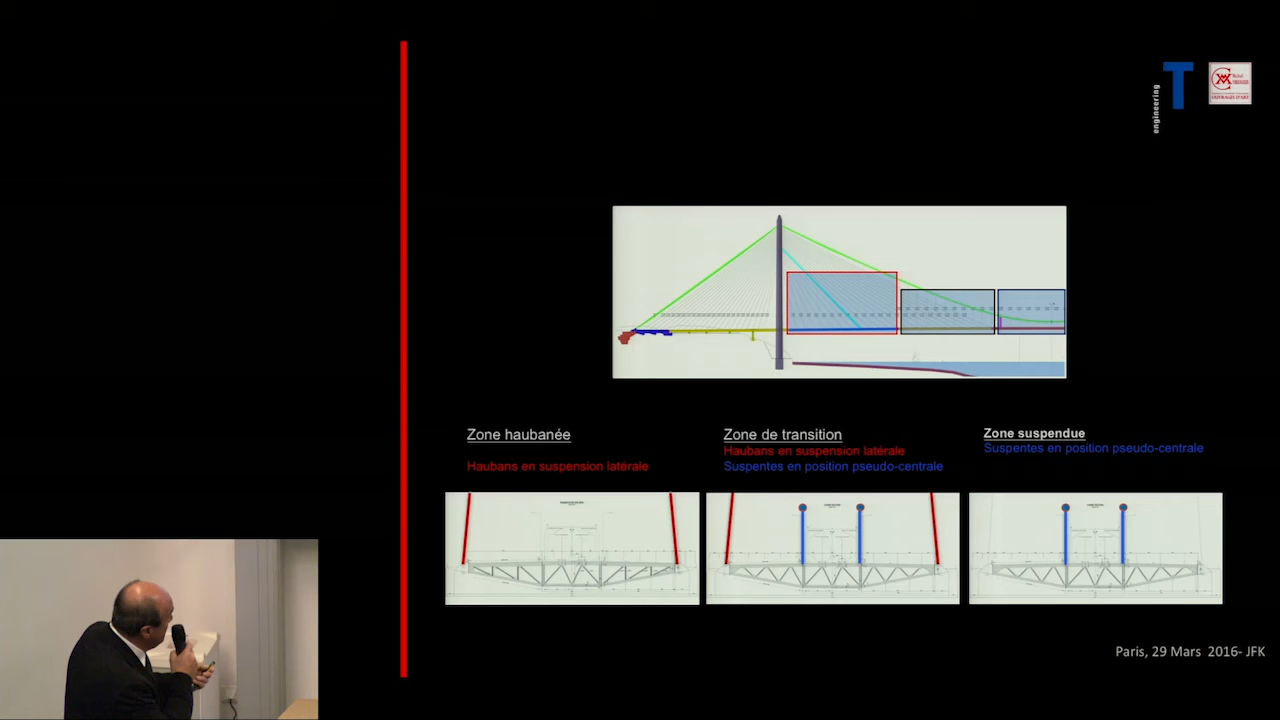 engineering
T
Zone haubanée
Haubans en suspension latérale
Zone de transition
Haubans en suspension latérale
Suspentes en position pseudo-centrale
Zone suspendue
Suspentes en position pseudo-centrale
Paris, 29 Mars 2016- JFK